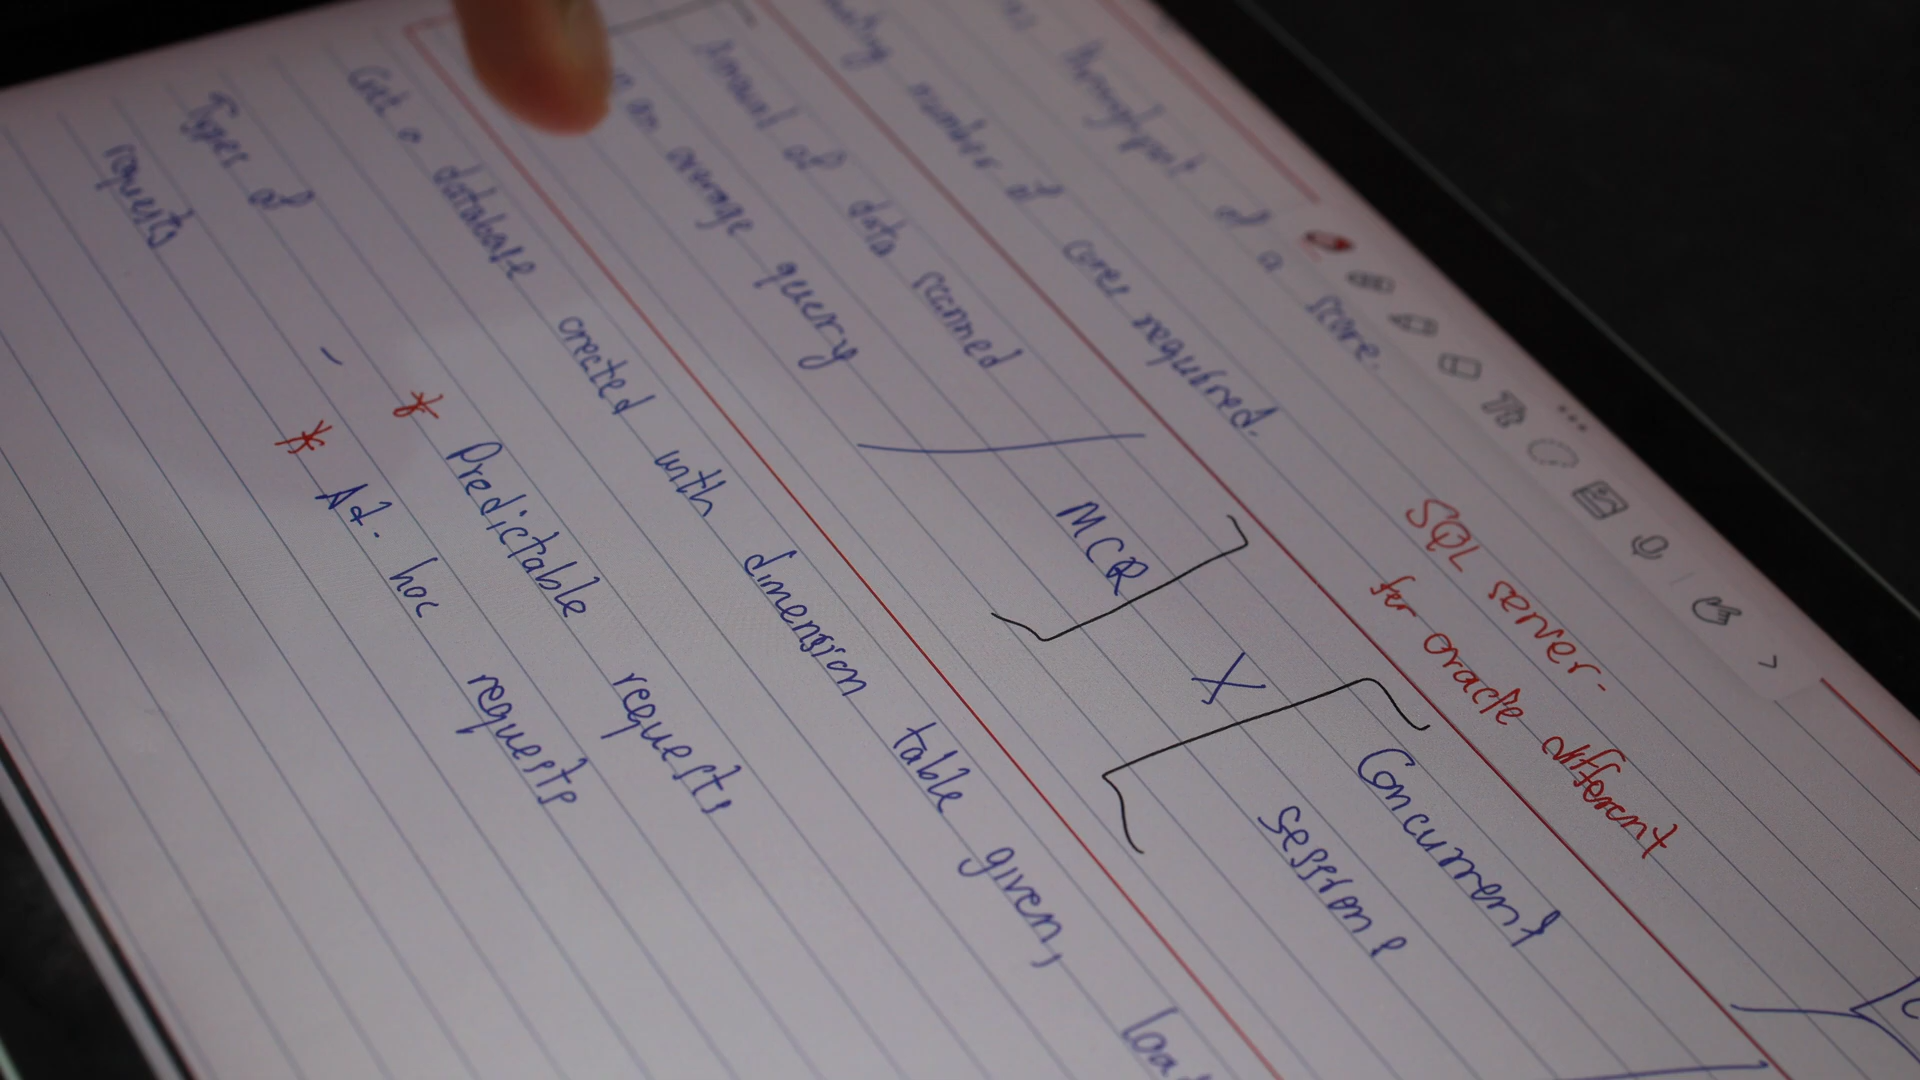 Throughput of a score.
SQL server.
for oracle different
number of cores required.
Amount of data scanned
an average query
/
MCR
X
Concurrent
sessions
Get a database created with dimension table given,
Types of
requests
-
* Predictable requests
* Ad. hoc requests